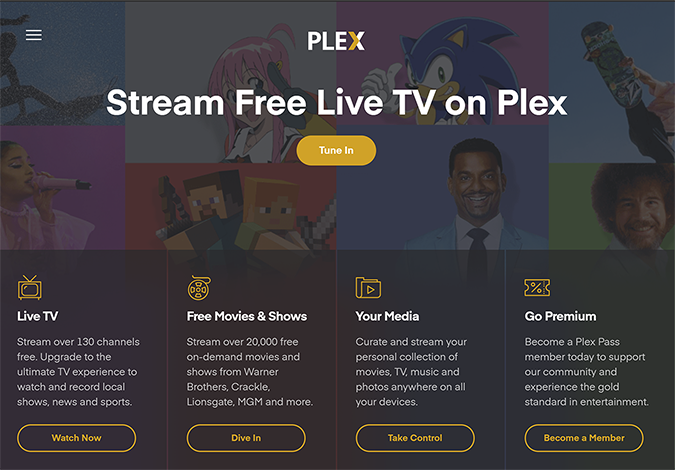 PLEX
Stream Free Live TV on Plex
Tune In
Live TV
Stream over 130 channels
free. Upgrade to the
ultimate TV experience to
watch and record local
shows, news and sports.
Watch Now
Free Movies & Shows
Stream over 20,000 free
on-demand movies and
shows from Warner
Brothers, Crackle,
Lionsgate, MGM and more.
Dive In
Your Media
Curate and stream your
personal collection of
movies, TV, music and
photos anywhere on all
your devices.
Take Control
Go Premium
Become a Plex Pass
member today to support
our community and
experience the gold
standard in entertainment.
Become a Member